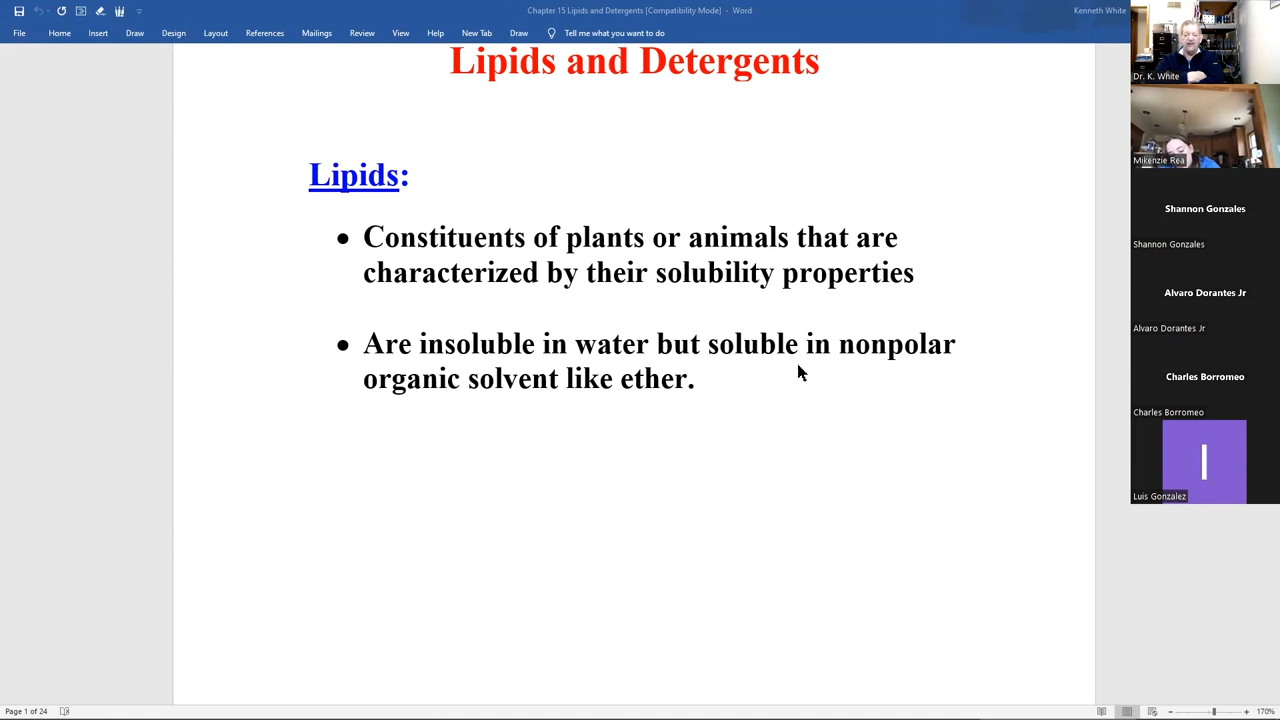 Chapter 15 Lipids and Detergents [Compatibility Mode] - Word
Kenneth White
File Home Insert Draw Design Layout References Mailings Review View Help New Tab Draw Tell me what you want to do
Lipids and Detergents
Lipids:
• Constituents of plants or animals that are
characterized by their solubility properties
• Are insoluble in water but soluble in nonpolar
organic solvent like ether.
Dr. K. White
Mikenzie Rea
Shannon Gonzales
Shannon Gonzales
Alvaro Dorantes Jr
Alvaro Dorantes Jr
Charles Borromeo
Charles Borromeo
l
Luis Gonzalez
Page 1 of 24
170%